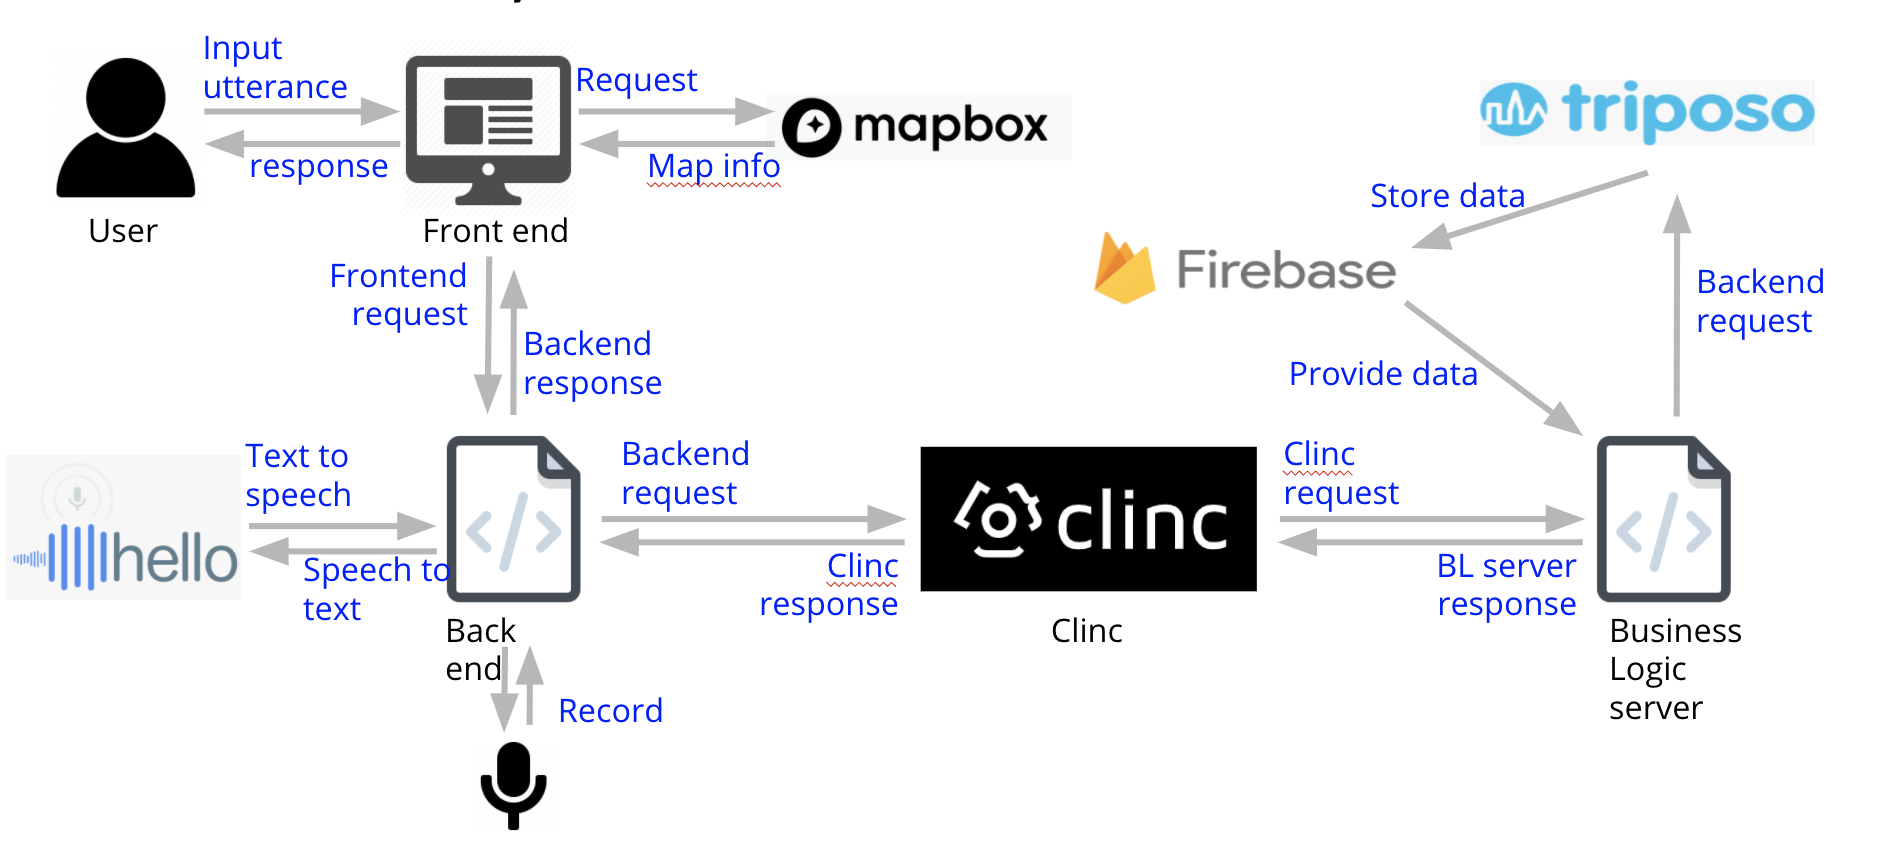 Input
utterance
Request
mapbox
triposo
response
Map info
Store data
User
Front end
Firebase
Frontend
request
Backend
request
Backend
response
Provide data
Text to
speech
Backend
request
Clinc
request
hello
clinc
Speech to
text
Clinc
response
BL server
response
Back
end
Clinc
Business
Logic
server
Record